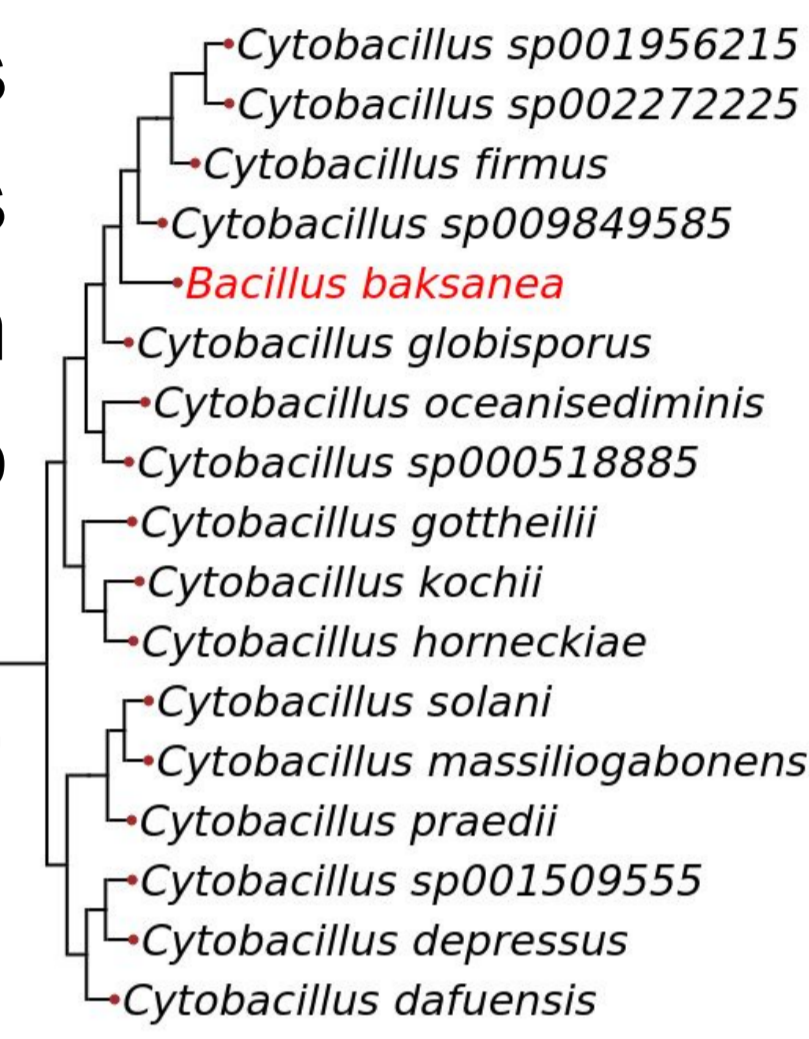 Cytobacillus sp001956215
Cytobacillus sp002272225
Cytobacillus firmus
Cytobacillus sp009849585
Bacillus baksanea
Cytobacillus globisporus
Cytobacillus oceanisediminis
Cytobacillus sp000518885
Cytobacillus gottheilii
Cytobacillus kochii
Cytobacillus horneckiae
Cytobacillus solani
Cytobacillus massiliogabonens
Cytobacillus praedii
Cytobacillus sp001509555
Cytobacillus depressus
Cytobacillus dafuensis